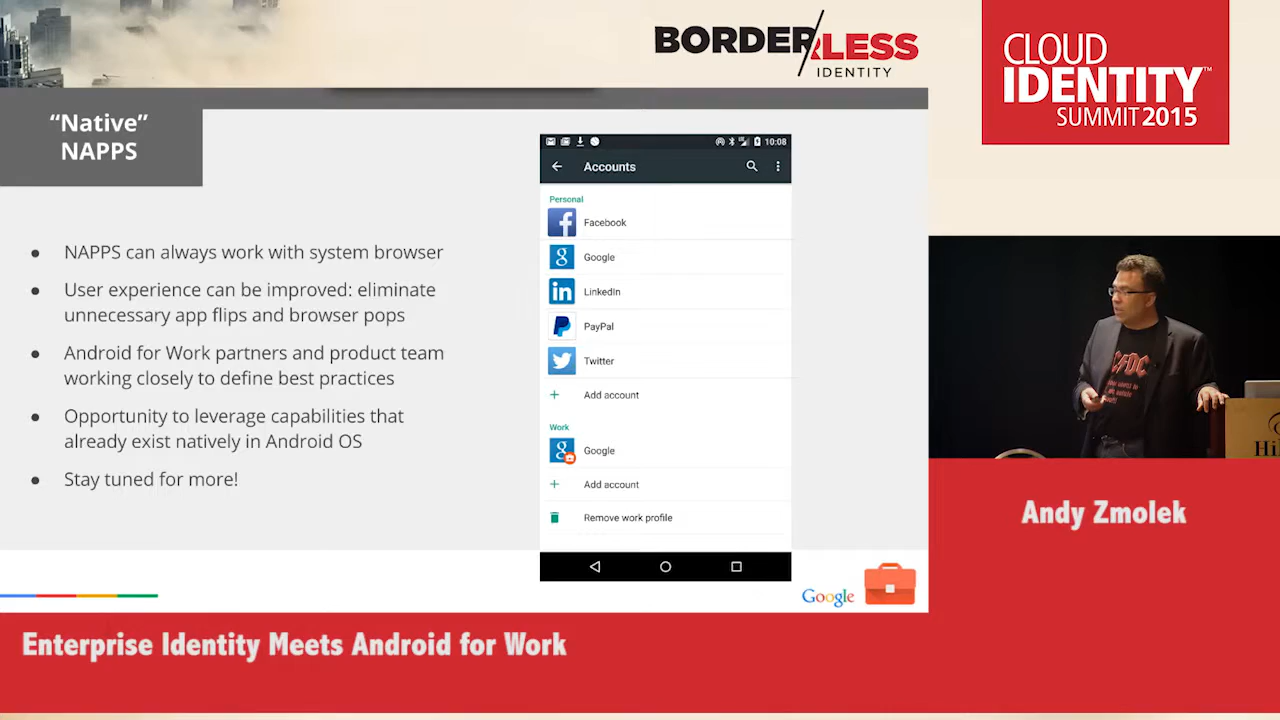 BORDER/LESS
IDENTITY
CLOUD
IDENTITY™
SUMMIT 2015
“Native”
NAPPS
● NAPPS can always work with system browser
● User experience can be improved: eliminate
unnecessary app flips and browser pops
● Android for Work partners and product team
working closely to define best practices
● Opportunity to leverage capabilities that
already exist natively in Android OS
● Stay tuned for more!
10:08
Accounts
Personal
Facebook
Google
LinkedIn
PayPal
Twitter
+ Add account
Work
Google
+ Add account
Remove work profile
Google
Andy Zmolek
Enterprise Identity Meets Android for Work